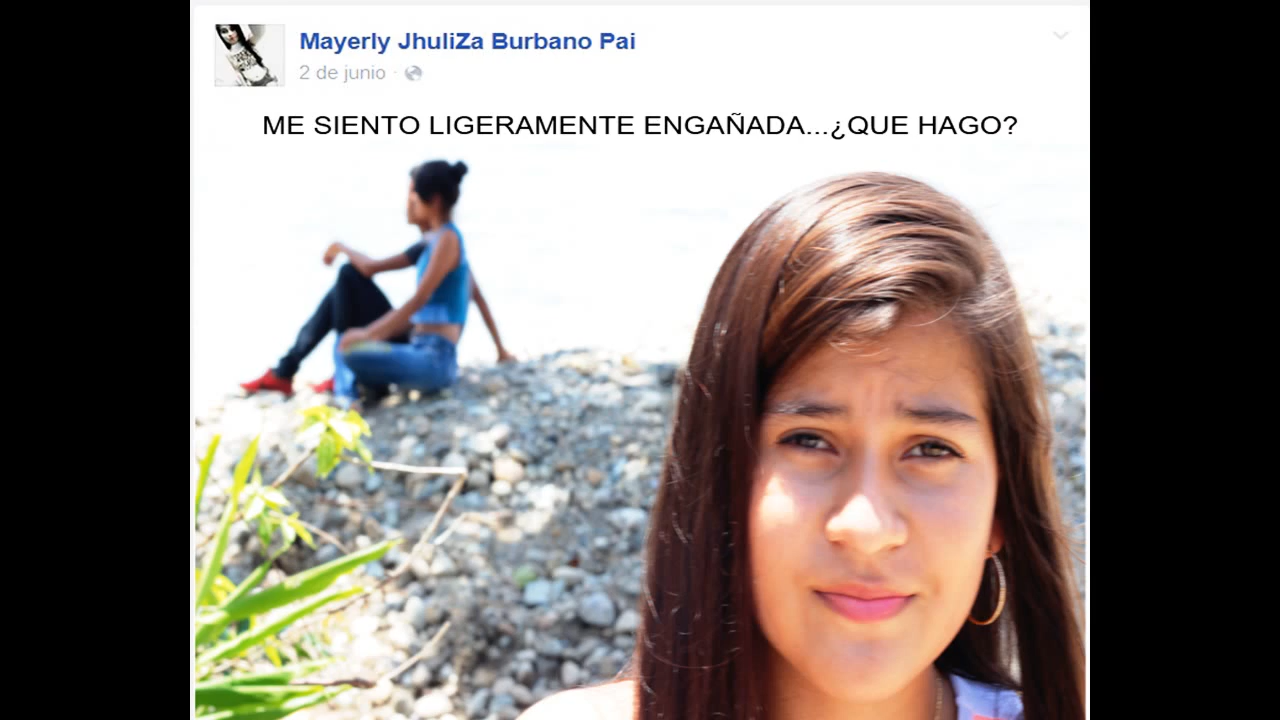 Mayerly JhuliZa Burbano Pai
2 de junio ·
ME SIENTO LIGERAMENTE ENGAÑADA...¿QUE HAGO?